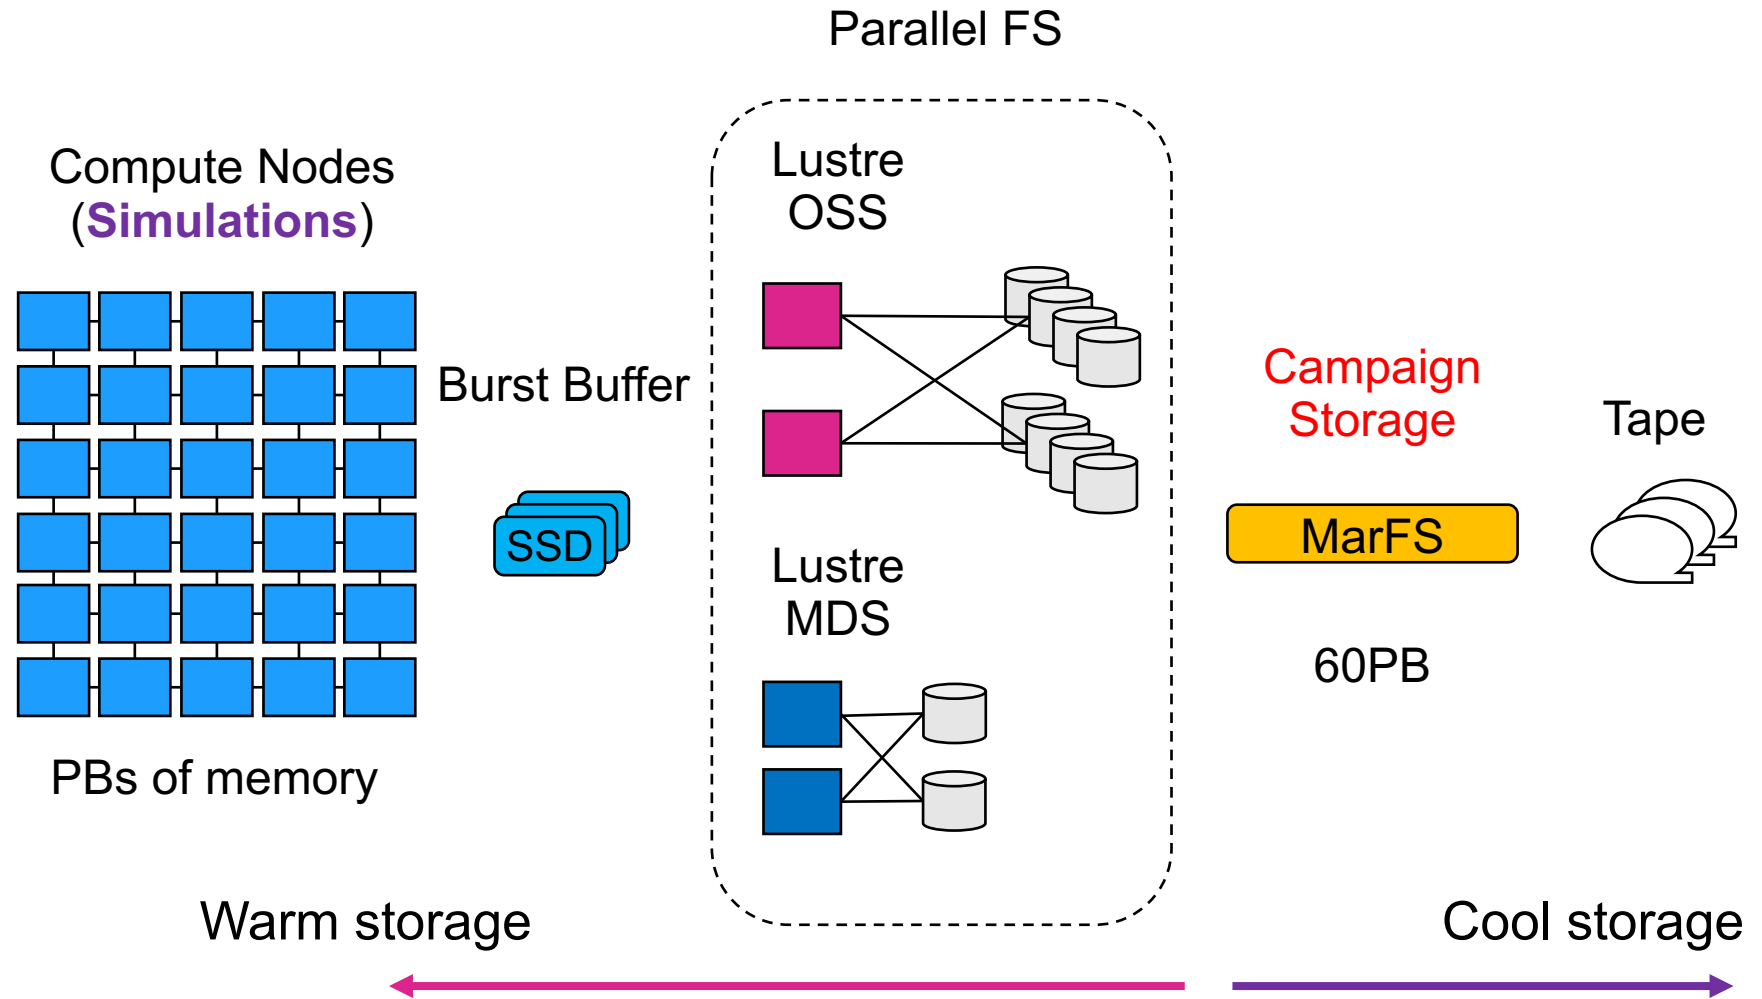 Parallel FS
Compute Nodes
(Simulations)
PBs of memory
Burst Buffer
SSD
Lustre
OSS
Lustre
MDS
Campaign
Storage
MarFS
60PB
Tape
Warm storage
Cool storage